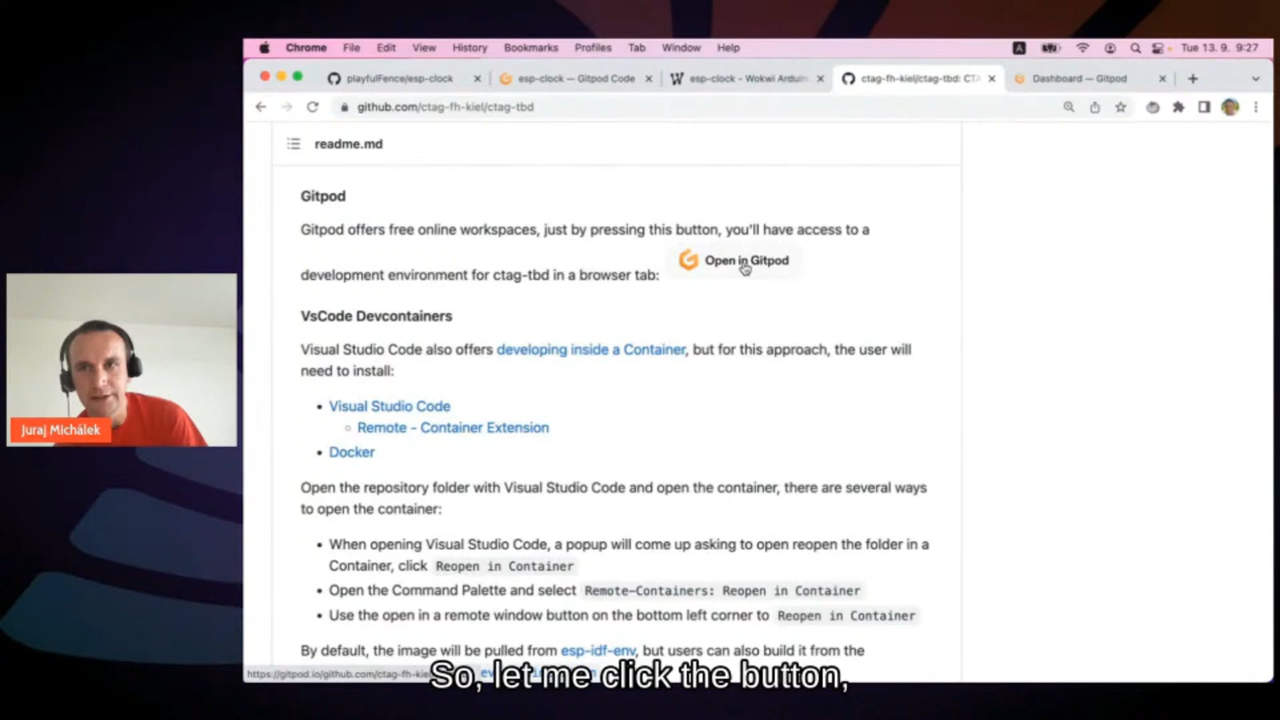 Chrome File Edit View History Bookmarks Profiles Tab Window Help A Tue 13. 9. 9:27
playfulFence/esp-clock esp-clock — Gitpod Code esp-clock - Wokwi Ardui ctag-fh-kiel/ctag-tbd: CTA Dashboard — Gitpod
github.com/ctag-fh-kiel/ctag-tbd
readme.md
Gitpod
Gitpod offers free online workspaces, just by pressing this button, you'll have access to a
development environment for ctag-tbd in a browser tab: Open in Gitpod
VsCode Devcontainers
Visual Studio Code also offers developing inside a Container, but for this approach, the user will
need to install:
• Visual Studio Code
◦ Remote - Container Extension
• Docker
Open the repository folder with Visual Studio Code and open the container, there are several ways
to open the container:
• When opening Visual Studio Code, a popup will come up asking to open reopen the folder in a
Container, click Reopen in Container
• Open the Command Palette and select Remote-Containers: Reopen in Container
• Use the open in a remote window button on the bottom left corner to Reopen in Container
By default, the image will be pulled from esp-idf-env, but users can also build it from the
https://gitpod.io/github.com/ctag-fh-kie
Juraj Michálek
So, let me click the button,